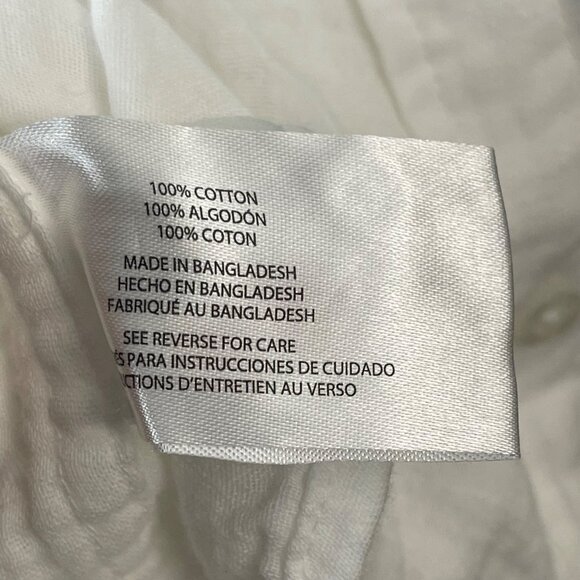 100% COTTON
100% ALGODÓN
100% COTON
MADE IN BANGLADESH
HECHO EN BANGLADESH
FABRIQUÉ AU BANGLADESH
SEE REVERSE FOR CARE
PARA INSTRUCCIONES DE CUIDADO
D'ENTRETIEN AU VERSO